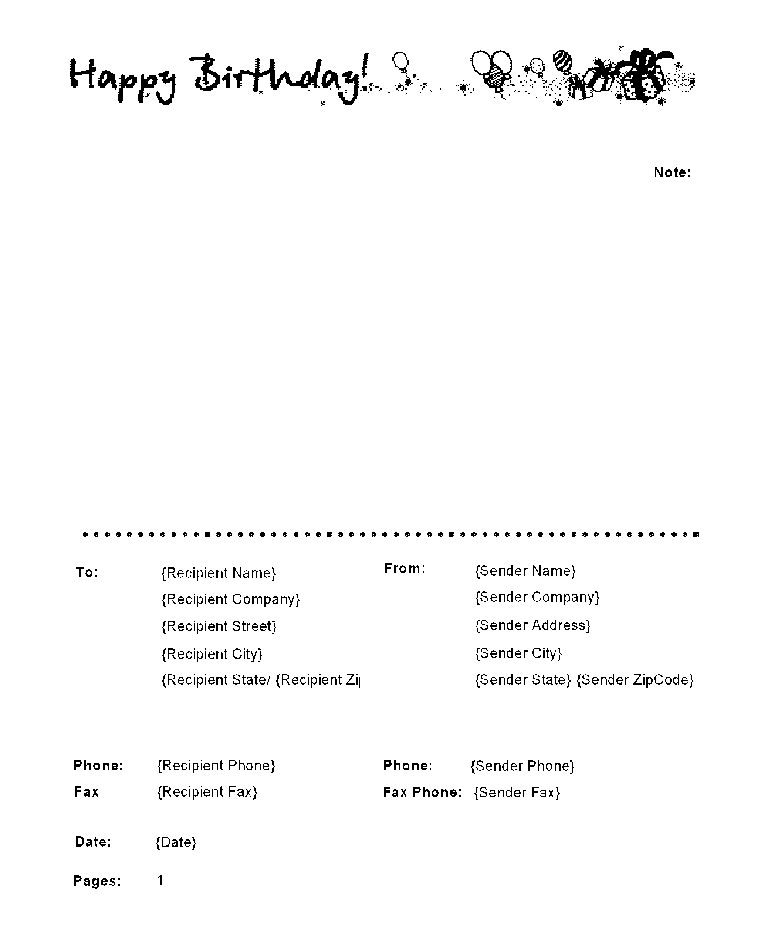 Happy Birthday!
Note:
To: {Recipient Name} From: {Sender Name}
{Recipient Company} {Sender Company}
{Recipient Street} {Sender Address}
{Recipient City} {Sender City}
{Recipient State/ {Recipient Zip {Sender State} {Sender ZipCode}
Phone: {Recipient Phone} Phone: {Sender Phone}
Fax {Recipient Fax} Fax Phone: {Sender Fax}
Date: {Date}
Pages: 1